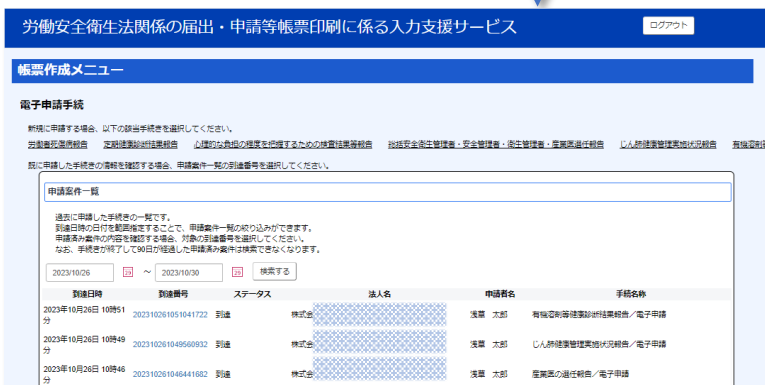 労働安全衛生法関係の届出・申請等帳票印刷に係る入力支援サービス
ログアウト
帳票作成メニュー
電子申請手続
新規に申請する場合、以下の該当手続きを選択してください。
労働者死傷病報告 定期健康診断結果報告 心理的な負担の程度を把握するための検査結果等報告 総括安全衛生管理者・安全管理者・衛生管理者・産業医選任報告 じん肺健康管理実施状況報告 有機溶剤
既に申請した手続きの情報を確認する場合、申請案件一覧の到達番号を選択してください。
申請案件一覧
過去に申請した手続きの一覧です。
到達日時の日付を範囲指定することで、申請案件一覧の絞り込みができます。
申請済み案件の内容を確認する場合、対象の到達番号を選択してください。
なお、手続きが終了して90日が経過した申請済み案件は検索できなくなります。
2023/10/26 ～ 2023/10/30 検索する
到達日時 到達番号 ステータス 法人名 申請者名 手続名称
2023年10月26日 10時51分 202310261051041722 到達 株式会 浅草 太郎 有機溶剤等健康診断結果報告／電子申請
2023年10月26日 10時49分 202310261049560932 到達 株式会 浅草 太郎 じん肺健康管理実施状況報告／電子申請
2023年10月26日 10時46分 202310261046441682 到達 株式会 浅草 太郎 産業医の選任報告／電子申請